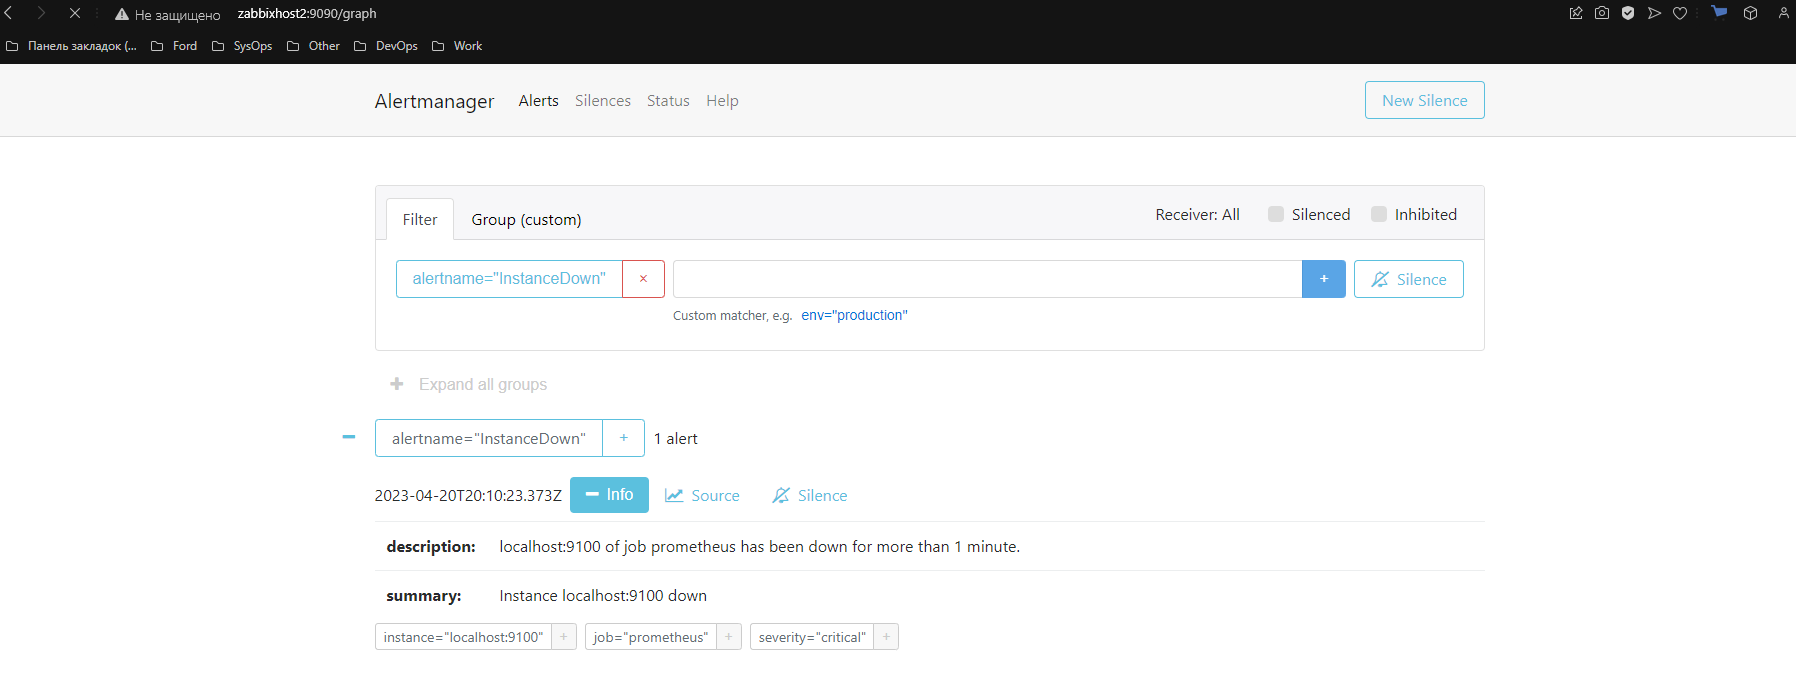 Не защищено zabbixhost2:9090/graph
Панель закладок (... Ford SysOps Other DevOps Work
Alertmanager Alerts Silences Status Help New Silence
Filter Group (custom) Receiver: All Silenced Inhibited
alertname="InstanceDown" × + Silence
Custom matcher, e.g. env="production"
+ Expand all groups
− alertname="InstanceDown" + 1 alert
2023-04-20T20:10:23.373Z − Info Source Silence
description: localhost:9100 of job prometheus has been down for more than 1 minute.
summary: Instance localhost:9100 down
instance="localhost:9100" + job="prometheus" + severity="critical" +